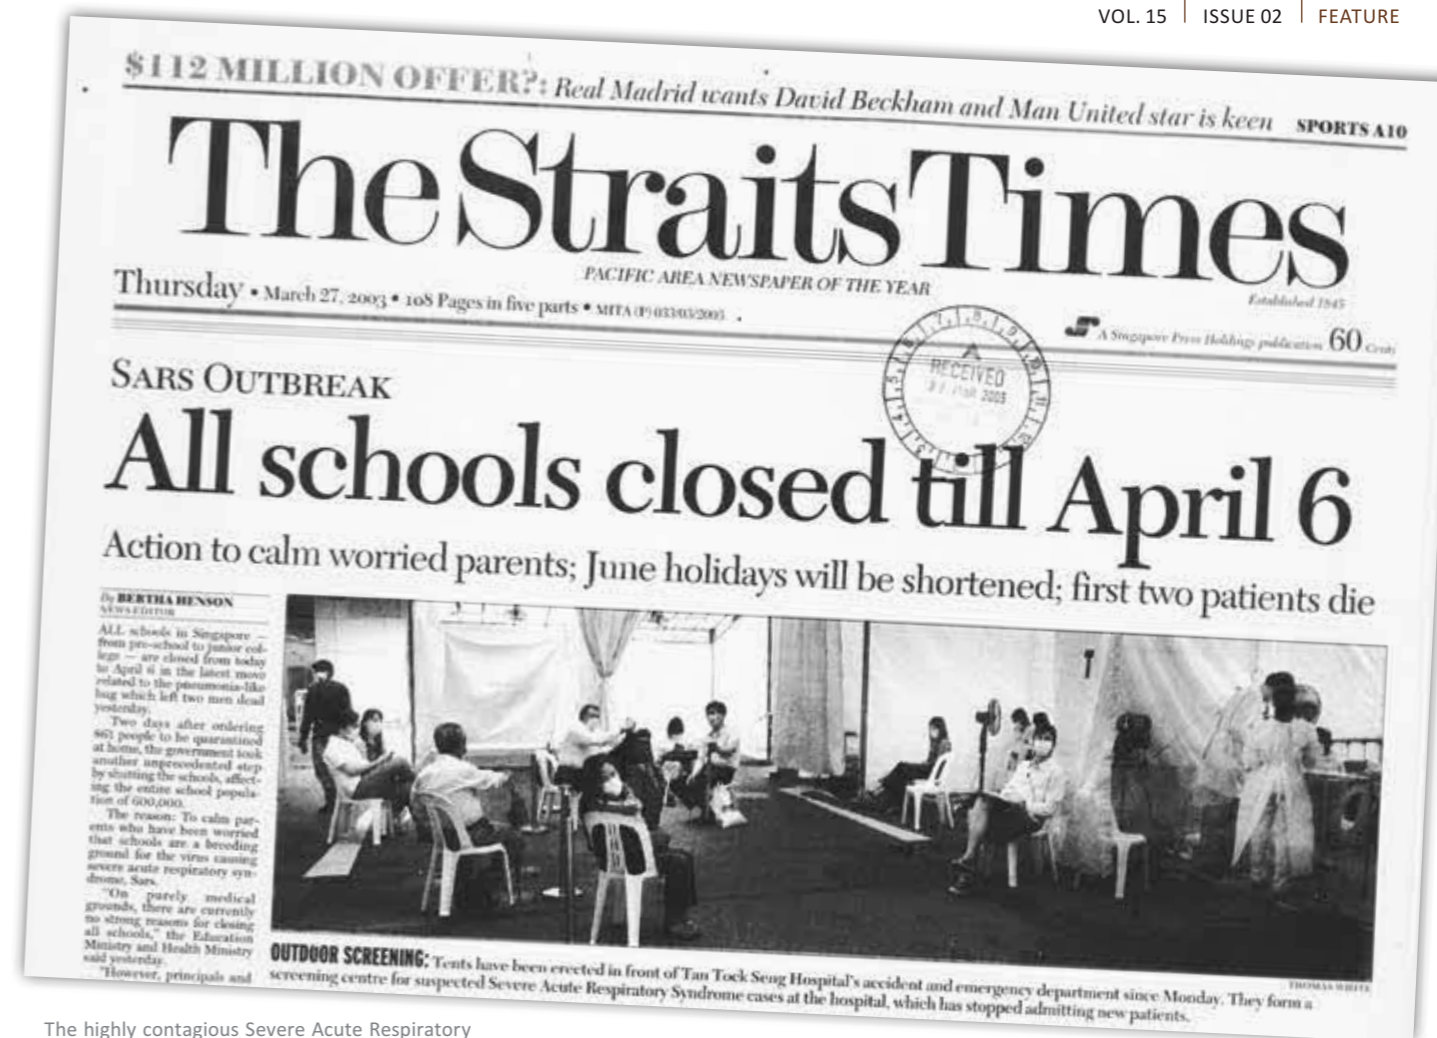 VOL. 15 | ISSUE 02 | FEATURE
$112 MILLION OFFER?: Real Madrid wants David Beckham and Man United star is keen SPORTS A10
The Straits Times
PACIFIC AREA NEWSPAPER OF THE YEAR
Established 1845
Thursday • March 27, 2003 • 108 Pages in five parts • MITA (P)
A Singapore Press Holdings publication 60 Cents
RECEIVED
2003
SARS OUTBREAK
All schools closed till April 6
Action to calm worried parents; June holidays will be shortened; first two patients die
By BERTHA HENSON
NEWS EDITOR
ALL schools in Singapore —
from pre-school to junior col-
lege — are closed from today
to April 6 in the latest move
related to the pneumonia-like
bug which left two men dead
yesterday.
Two days after ordering
861 people to be quarantined
at home, the government took
another unprecedented step
by shutting the schools, affect-
ing the entire school popula-
tion of 600,000.
The reason: To calm par-
ents who have been worried
that schools are a breeding
ground for the virus causing
severe acute respiratory syn-
drome, Sars.
"On purely medical
grounds, there are currently
no strong reasons for closing
all schools," the Education
Ministry and Health Ministry
said yesterday.
"However, principals and
THOMAS WHITE
OUTDOOR SCREENING: Tents have been erected in front of Tan Tock Seng Hospital's accident and emergency department since Monday. They form a
screening centre for suspected Severe Acute Respiratory Syndrome cases at the hospital, which has stopped admitting new patients.
The highly contagious Severe Acute Respiratory